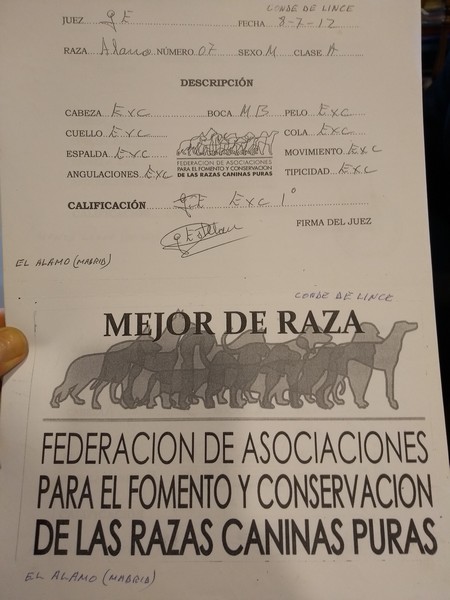 CONDE DE LINCE
JUEZ GE FECHA 8-7-12
RAZA Alano NÚMERO 07 SEXO M CLASE A
DESCRIPCIÓN
CABEZA EXC BOCA MB PELO EXC
CUELLO EXC COLA EXC
ESPALDA EXC MOVIMIENTO EXC
ANGULACIONES EXC TIPICIDAD EXC
FEDERACION DE ASOCIACIONES
PARA EL FOMENTO Y CONSERVACION
DE LAS RAZAS CANINAS PURAS
CALIFICACIÓN EXC 1º
FIRMA DEL JUEZ
EL ALAMO (MADRID)
CONDE DE LINCE
MEJOR DE RAZA
FEDERACION DE ASOCIACIONES
PARA EL FOMENTO Y CONSERVACION
DE LAS RAZAS CANINAS PURAS
EL ALAMO (MADRID)